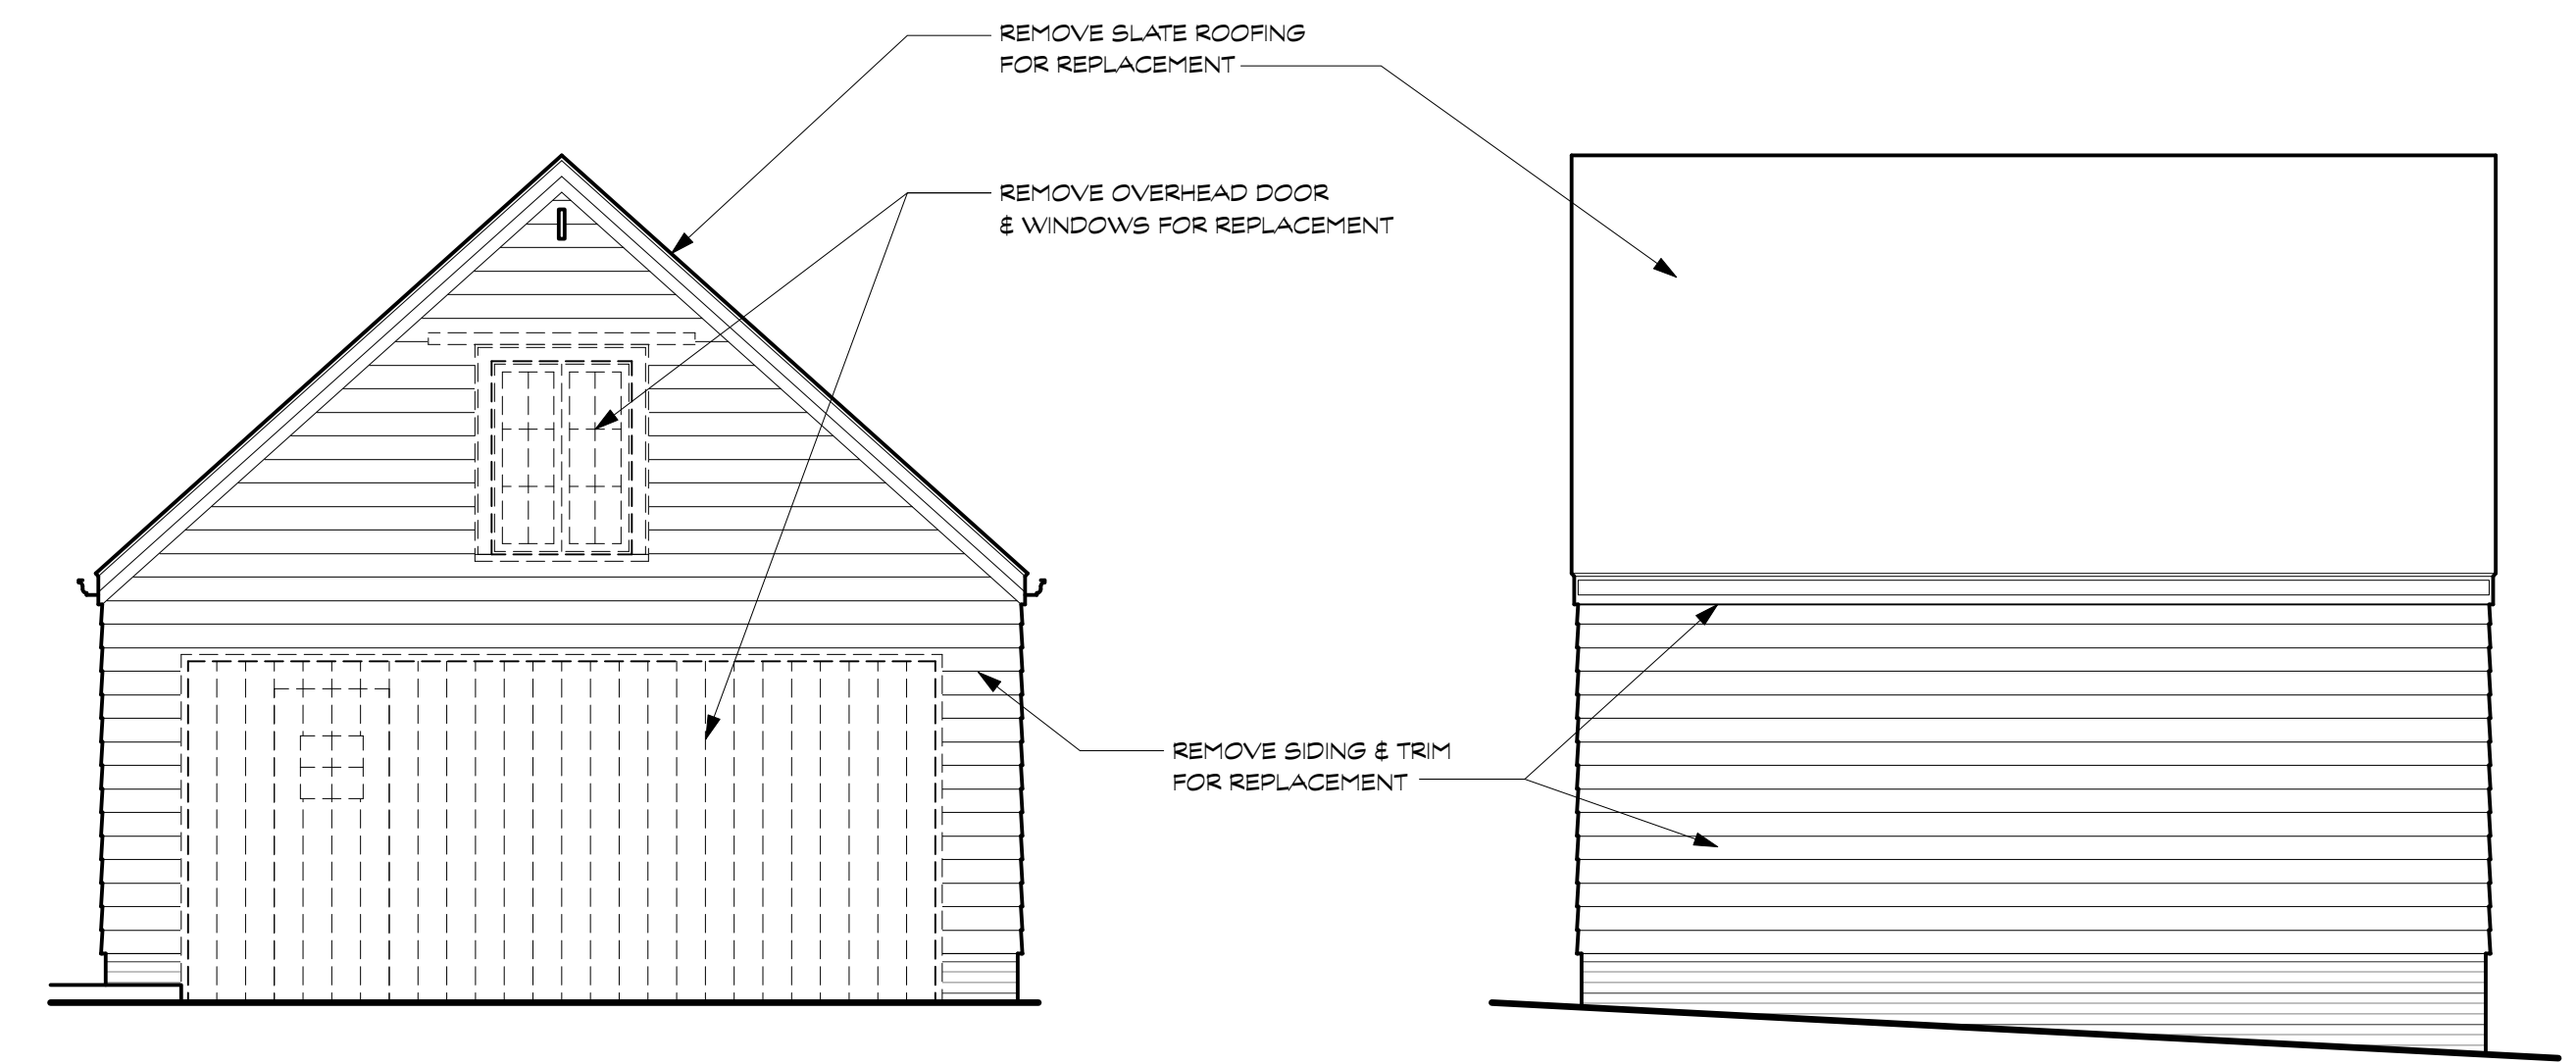 REMOVE SLATE ROOFING
FOR REPLACEMENT
REMOVE OVERHEAD DOOR
& WINDOWS FOR REPLACEMENT
REMOVE SIDING & TRIM
FOR REPLACEMENT